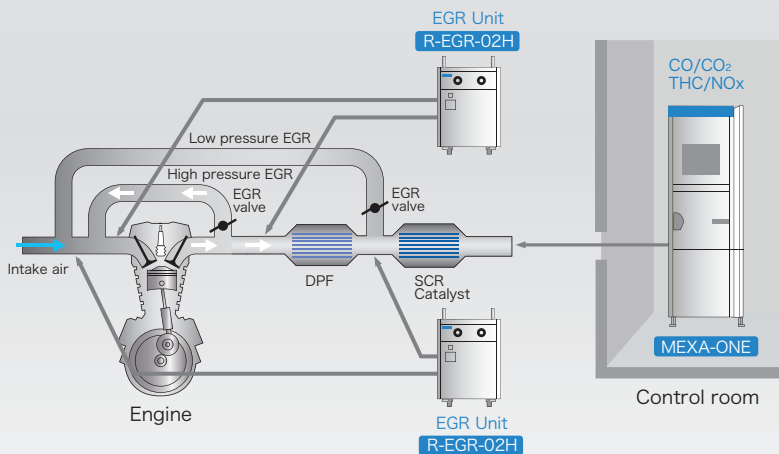 EGR Unit
R-EGR-02H
CO/CO₂
THC/NOx
Low pressure EGR
High pressure EGR
EGR
valve
EGR
valve
Intake air
DPF
SCR
Catalyst
MEXA-ONE
Control room
Engine
EGR Unit
R-EGR-02H